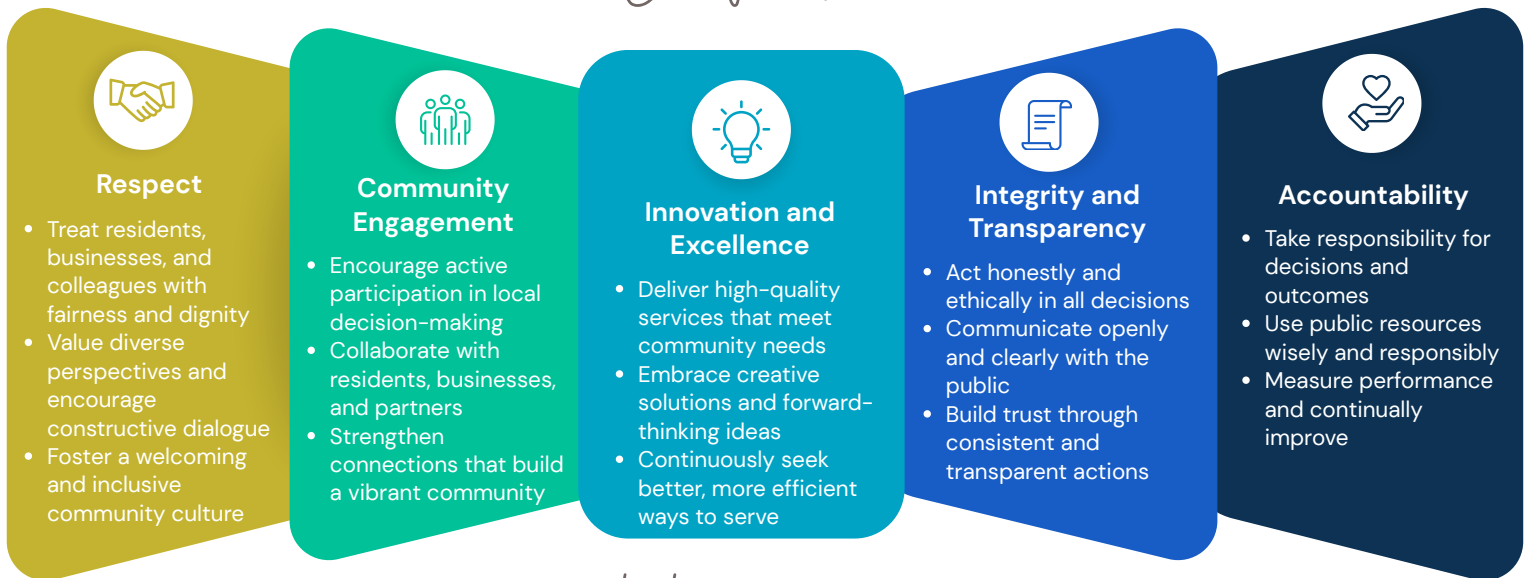 Respect
• Treat residents,
businesses, and
colleagues with
fairness and dignity
• Value diverse
perspectives and
encourage
constructive dialogue
• Foster a welcoming
and inclusive
community culture
Community
Engagement
• Encourage active
participation in local
decision-making
• Collaborate with
residents, businesses,
and partners
• Strengthen
connections that build
a vibrant community
Innovation and
Excellence
• Deliver high-quality
services that meet
community needs
• Embrace creative
solutions and forward-
thinking ideas
• Continuously seek
better, more efficient
ways to serve
Integrity and
Transparency
• Act honestly and
ethically in all decisions
• Communicate openly
and clearly with the
public
• Build trust through
consistent and
transparent actions
Accountability
• Take responsibility for
decisions and
outcomes
• Use public resources
wisely and responsibly
• Measure performance
and continually
improve